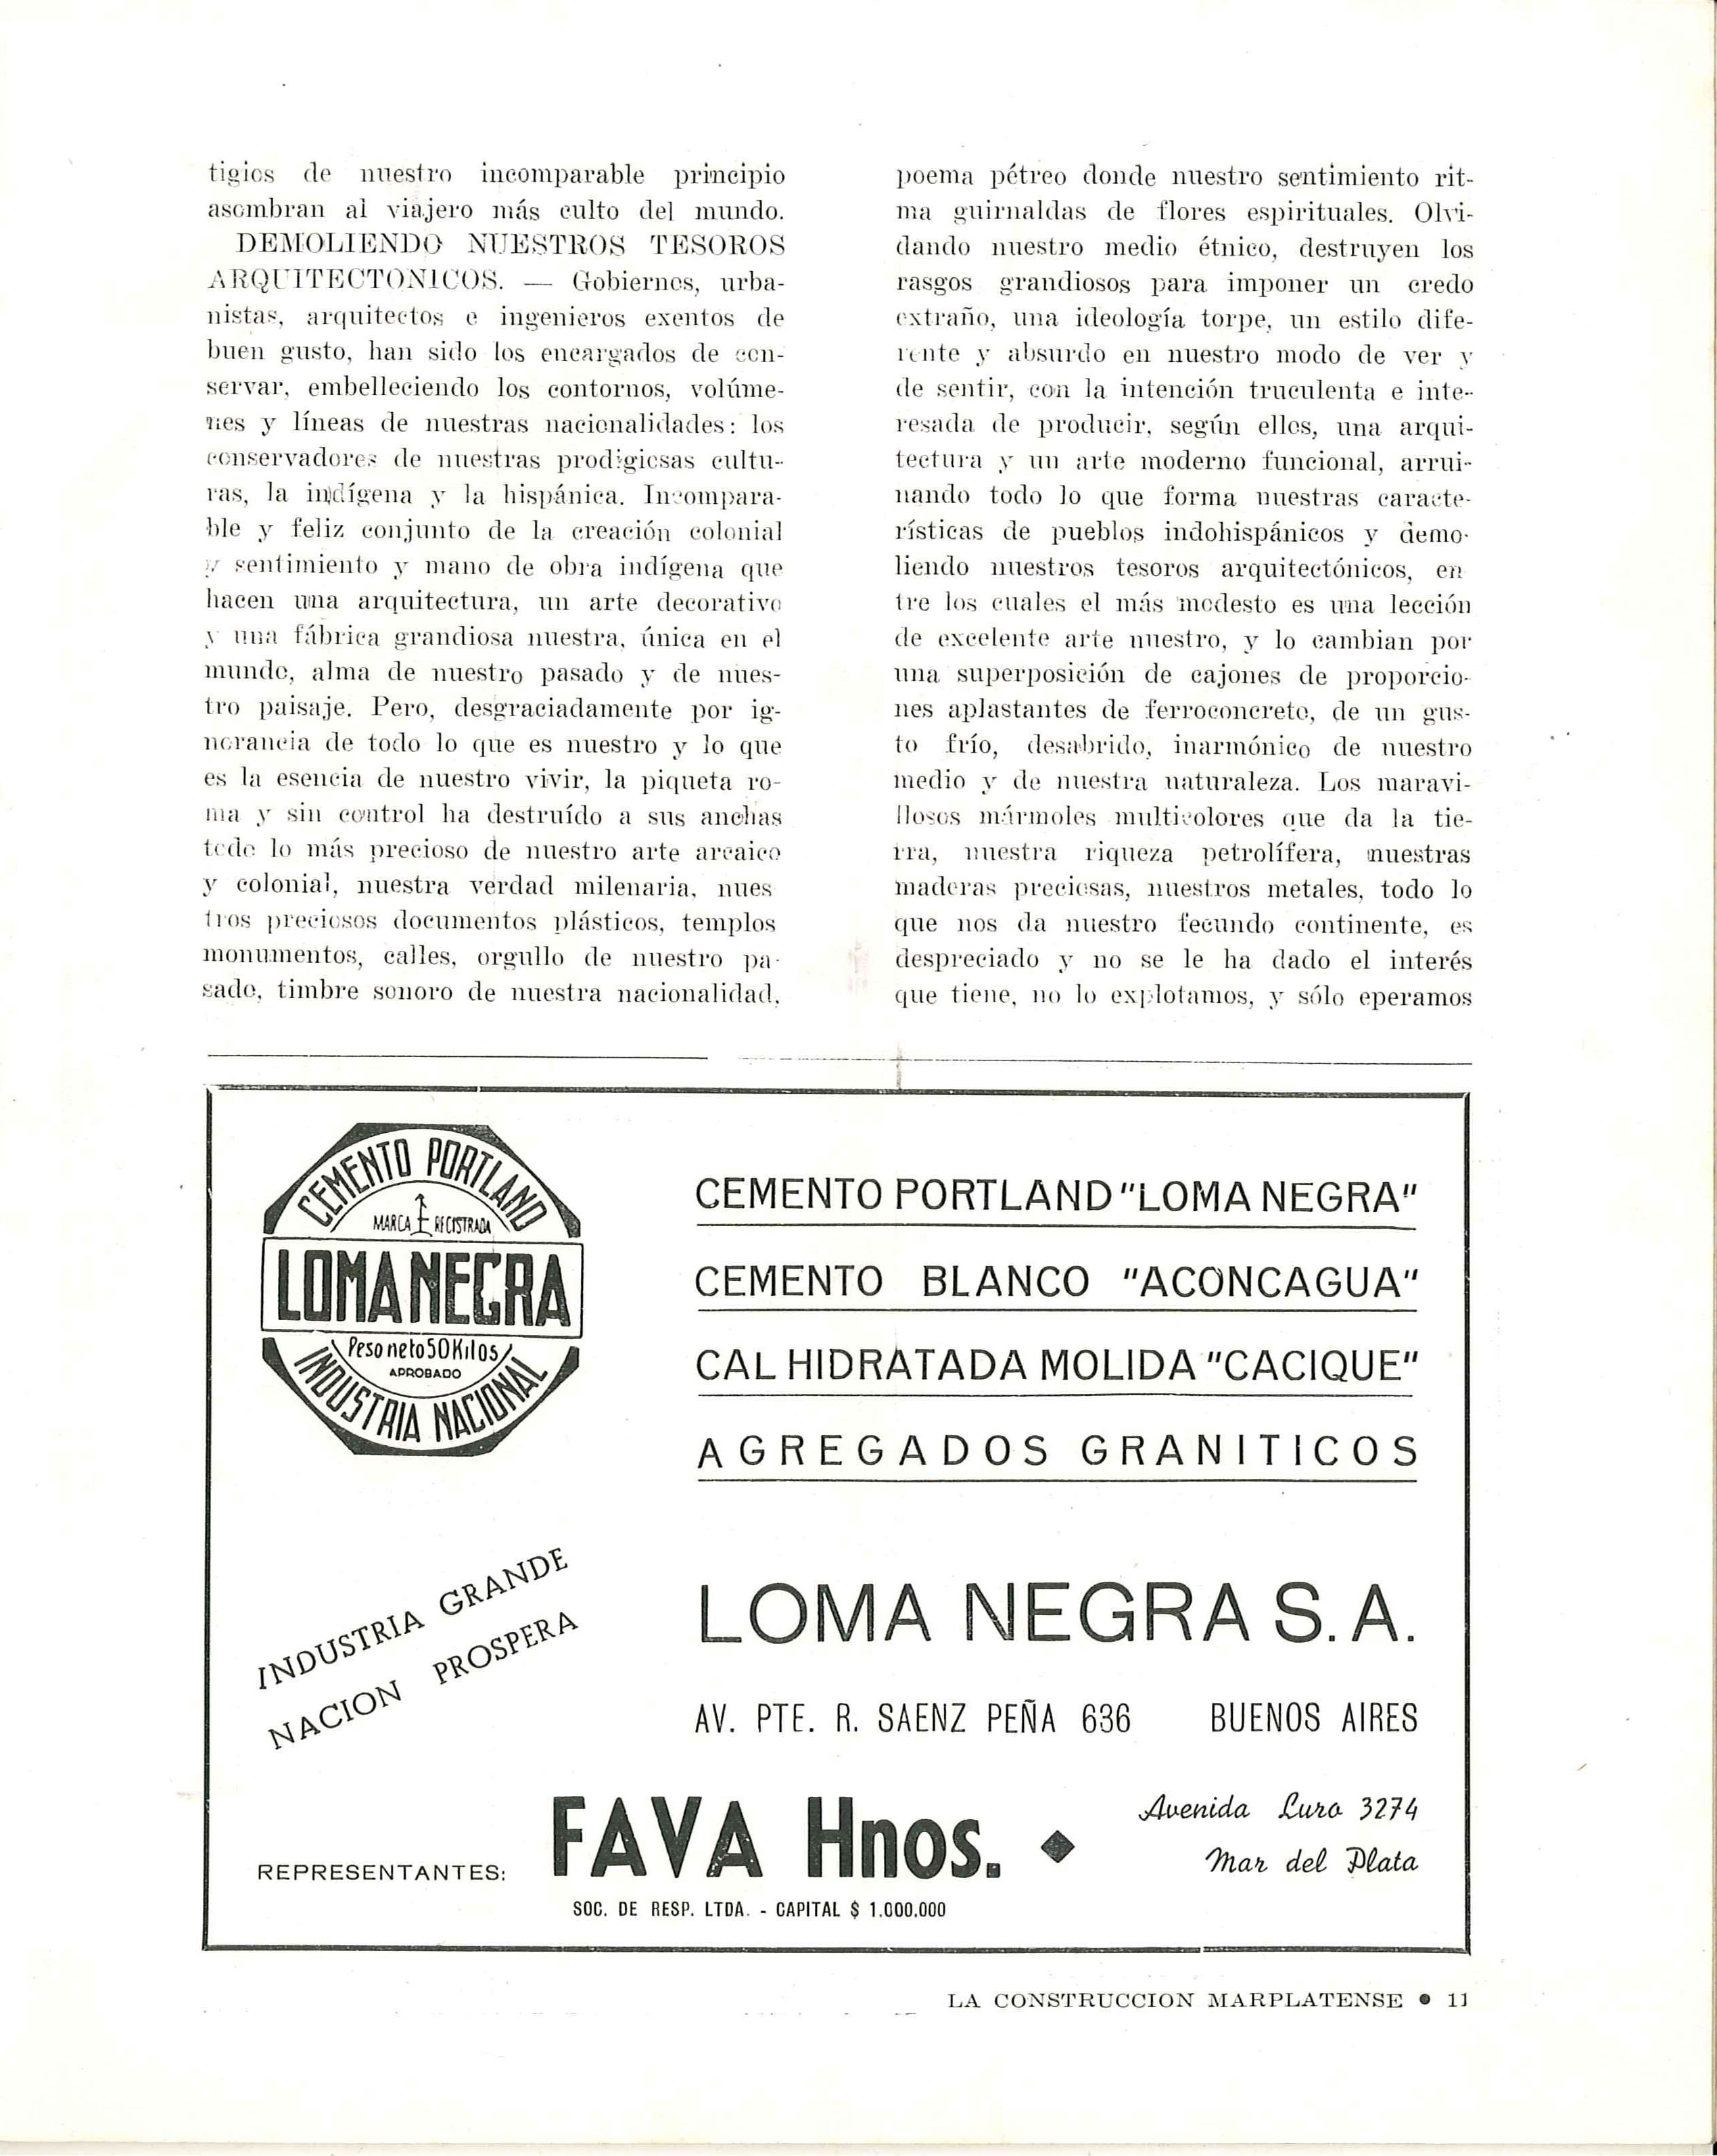 tigios de nuestro incomparable principio
asombran al viajero más culto del mundo.
DEMOLIENDO NUESTROS TESOROS
ARQUITECTONICOS. — Gobiernos, urba-
nistas, arquitectos e ingenieros exentos de
buen gusto, han sido los encargados de con-
servar, embelleciendo los contornos, volúme-
nes y líneas de nuestras nacionalidades: los
conservadores de nuestras prodigiosas cultu-
ras, la indígena y la hispánica. Incompara-
ble y feliz conjunto de la creación colonial
y sentimiento y mano de obra indígena que
hacen una arquitectura, un arte decorativo
y una fábrica grandiosa nuestra, única en el
mundo, alma de nuestro pasado y de nues-
tro paisaje. Pero, desgraciadamente por ig-
norancia de todo lo que es nuestro y lo que
es la esencia de nuestro vivir, la piqueta ro-
ma y sin control ha destruído a sus anchas
todo lo más precioso de nuestro arte arcaico
y colonial, nuestra verdad milenaria, nues
tros preciosos documentos plásticos, templos
monumentos, calles, orgullo de nuestro pa-
sado, timbre sonoro de nuestra nacionalidad,
poema pétreo donde nuestro sentimiento rit-
ma guirnaldas de flores espirituales. Olvi-
dando nuestro medio étnico, destruyen los
rasgos grandiosos para imponer un credo
extraño, una ideología torpe, un estilo dife-
rente y absurdo en nuestro modo de ver y
de sentir, con la intención truculenta e inte-
resada de producir, según ellos, una arqui-
tectura y un arte moderno funcional, arrui-
nando todo lo que forma nuestras caracte-
rísticas de pueblos indohispánicos y demo-
liendo nuestros tesoros arquitectónicos, en
tre los cuales el más modesto es una lección
de excelente arte nuestro, y lo cambian por
una superposición de cajones de proporcio-
nes aplastantes de ferroconcreto, de un gus-
to frío, desabrido, inarmónico de nuestro
medio y de nuestra naturaleza. Los maravi-
llosos mármoles multicolores que da la tie-
rra, nuestra riqueza petrolífera, nuestras
maderas preciosas, nuestros metales, todo lo
que nos da nuestro fecundo continente, es
despreciado y no se le ha dado el interés
que tiene, no lo explotamos, y sólo eperamos
CEMENTO PORTLAND
MARCA REGISTRADA
LOMA NEGRA
Peso neto 50 Kilos
APROBADO
INDUSTRIA NACIONAL
CEMENTO PORTLAND "LOMA NEGRA"
CEMENTO BLANCO "ACONCAGUA"
CAL HIDRATADA MOLIDA "CACIQUE"
AGREGADOS GRANITICOS
INDUSTRIA GRANDE
NACION PROSPERA
LOMA NEGRA S. A.
AV. PTE. R. SAENZ PEÑA 636 BUENOS AIRES
REPRESENTANTES:
FAVA Hnos.
SOC. DE RESP. LTDA. - CAPITAL $ 1.000.000
Avenida Luro 3274
Mar del Plata
LA CONSTRUCCION MARPLATENSE ● 11